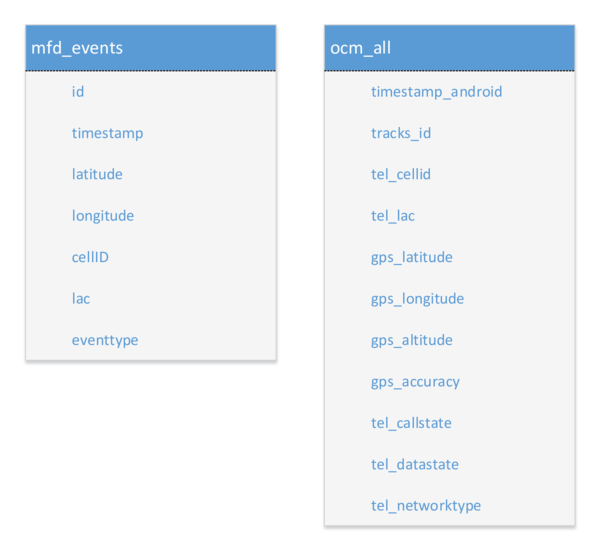 mfd_events
id
timestamp
latitude
longitude
cellID
lac
eventtype
ocm_all
timestamp_android
tracks_id
tel_cellid
tel_lac
gps_latitude
gps_longitude
gps_altitude
gps_accuracy
tel_callstate
tel_datastate
tel_networktype